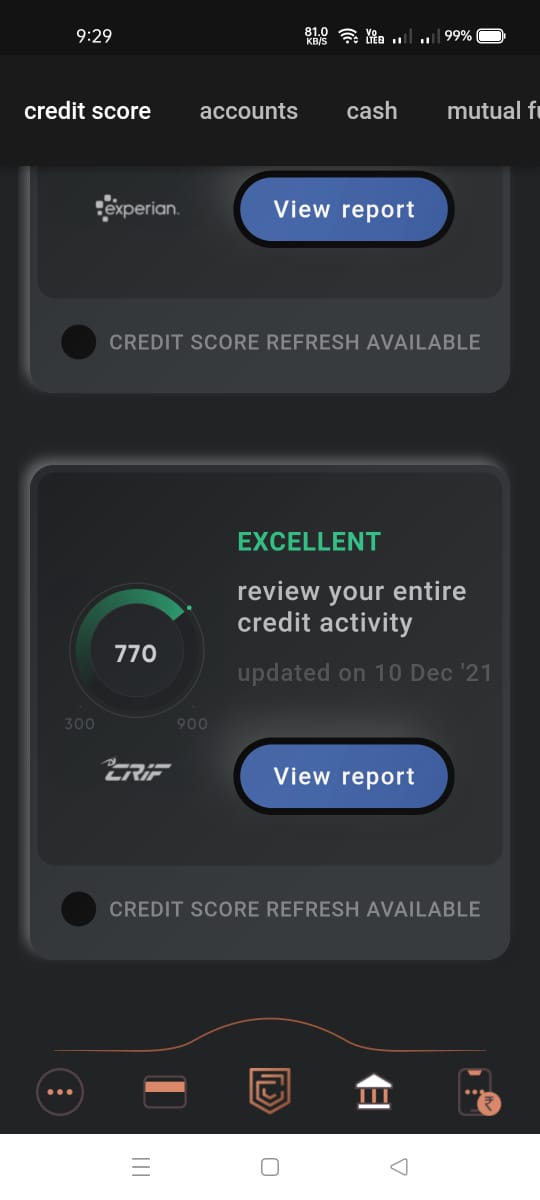 9:29
81.0
KB/S
Vo
LTE2
99%
credit score
accounts
cash
mutual fu
experian.
View report
CREDIT SCORE REFRESH AVAILABLE
EXCELLENT
review your entire
credit activity
updated on 10 Dec '21
770
300
900
CRIF
View report
CREDIT SCORE REFRESH AVAILABLE
₹